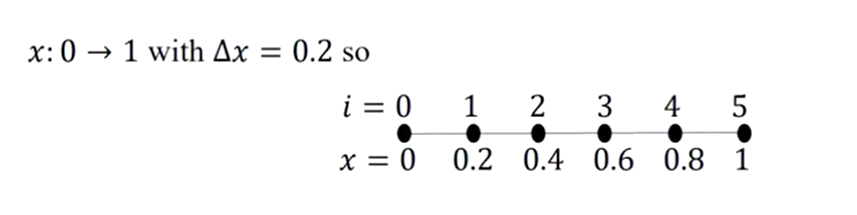 x: 0 → 1 with Δx = 0.2 so
i = 0 1 2 3 4 5
x = 0 0.2 0.4 0.6 0.8 1